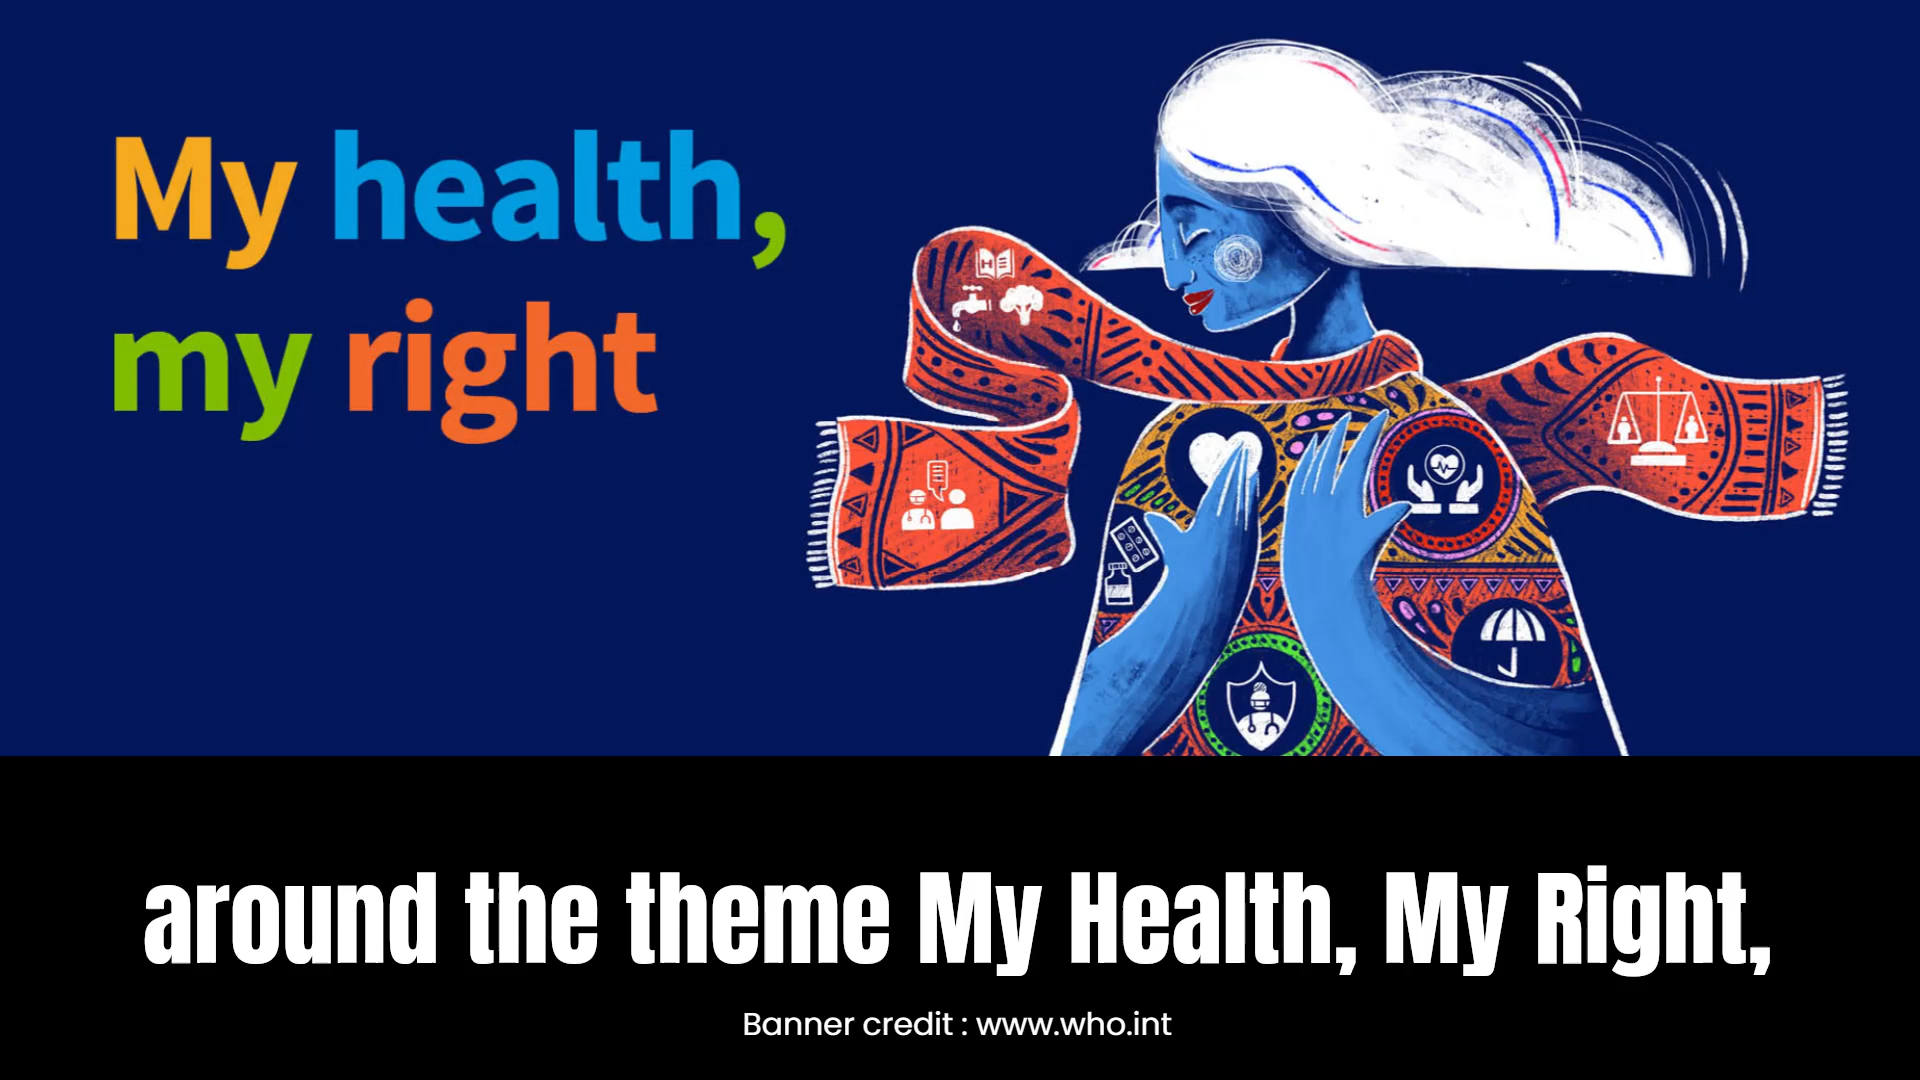 My health,
my right
H
around the theme My Health, My Right,
Banner credit : www.who.int